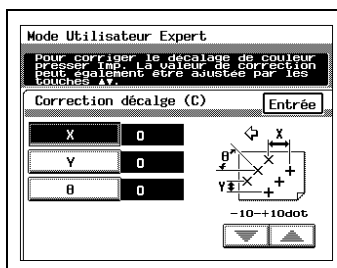 Mode Utilisateur Expert
Pour corriger le décalage de couleur
presser Imp. La valeur de correction
peut également être ajustée par les
touches ▲▼.
Correction décalge (C)
Entrée
X 0
Y 0
θ 0
X
θ
Y
-10~+10dot